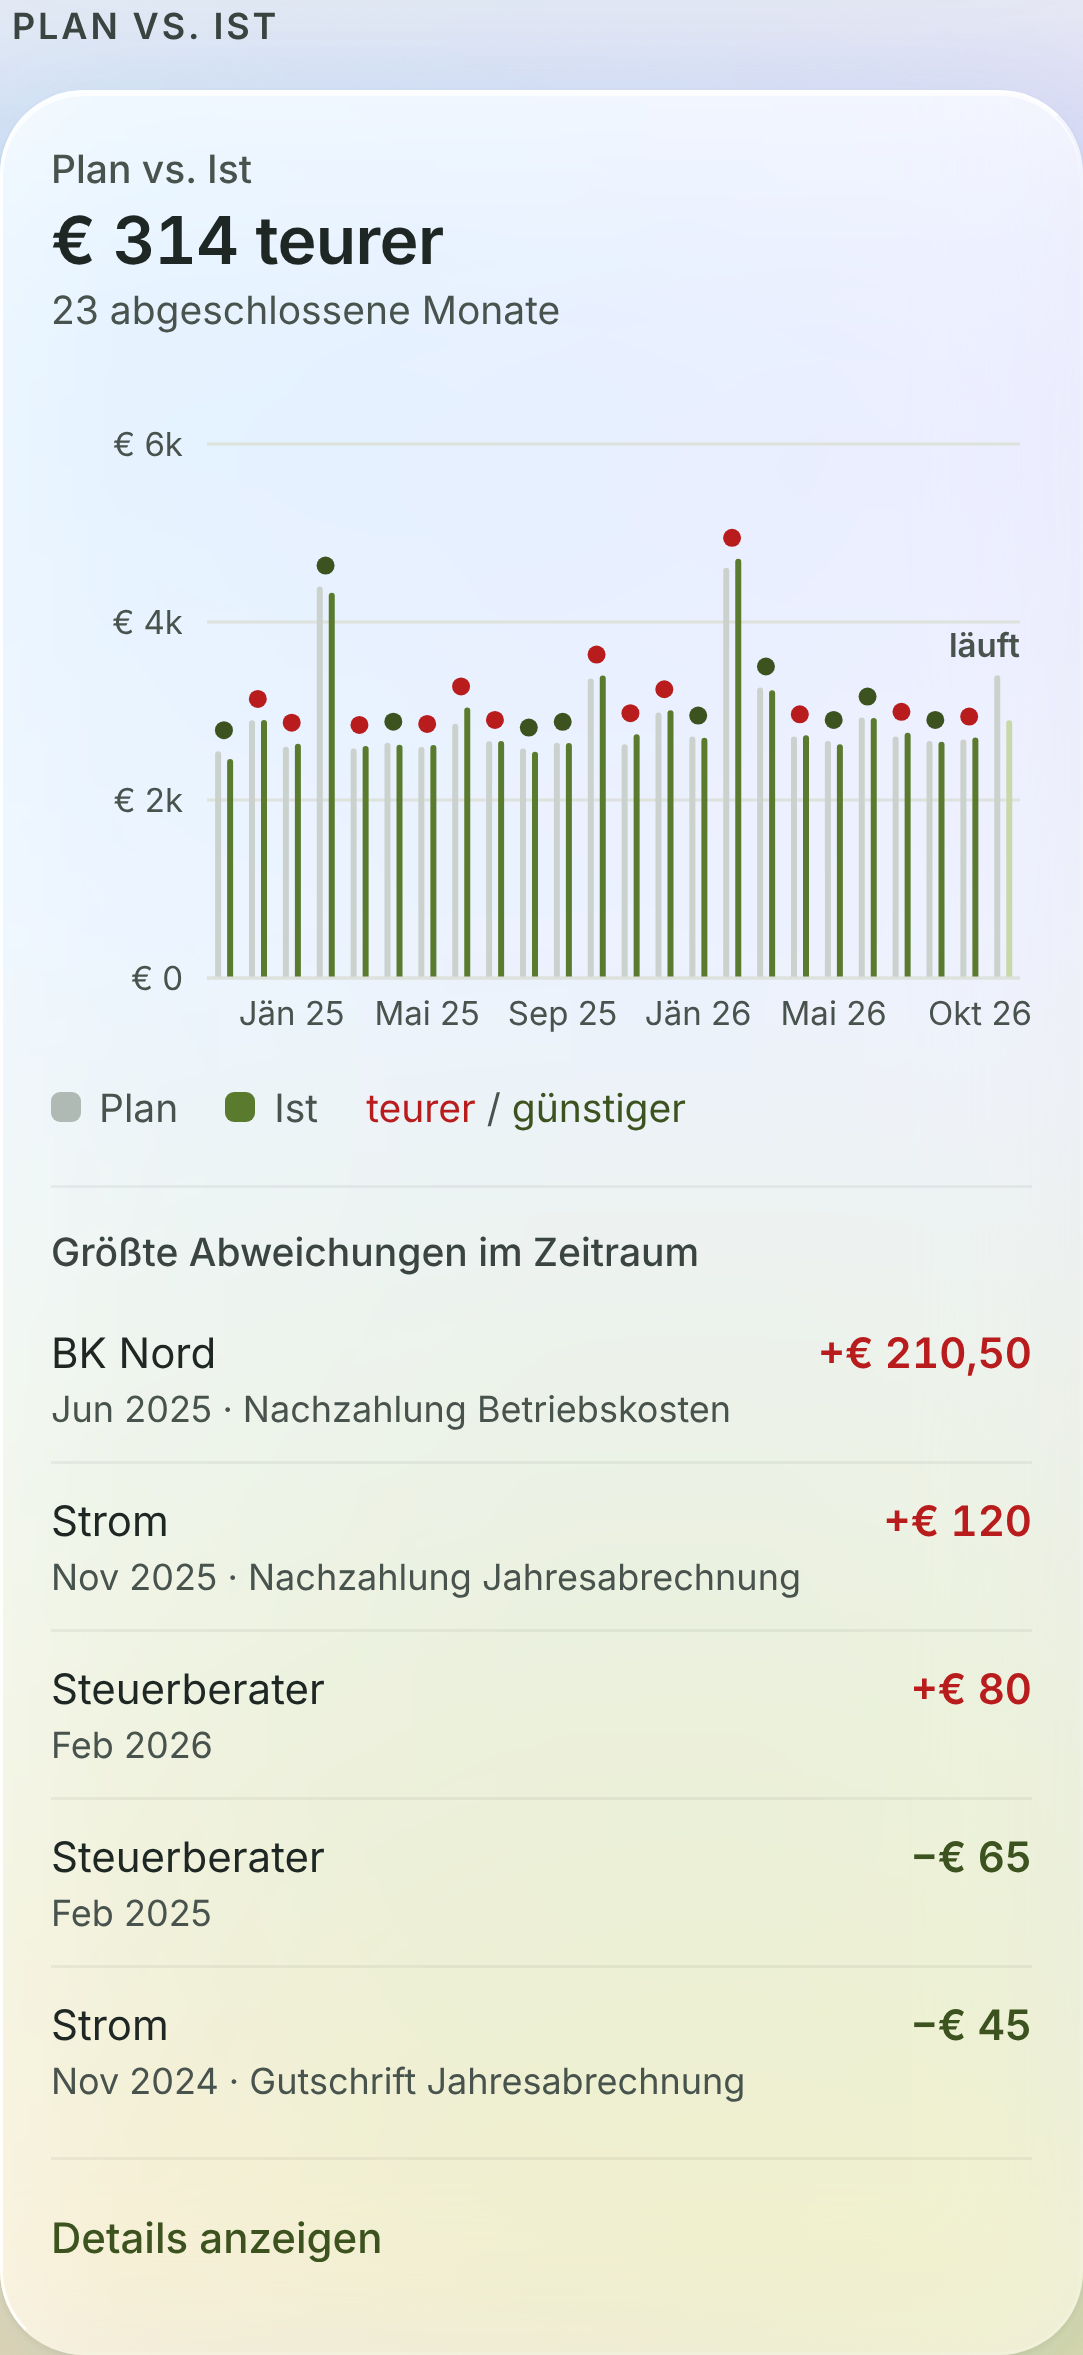 PLAN VS. IST
Plan vs. Ist
€ 314 teurer
23 abgeschlossene Monate
€ 6k
€ 4k
läuft
€ 2k
€ 0
Jän 25 Mai 25 Sep 25 Jän 26 Mai 26 Okt 26
Plan Ist teurer / günstiger
Größte Abweichungen im Zeitraum
BK Nord +€ 210,50
Jun 2025 · Nachzahlung Betriebskosten
Strom +€ 120
Nov 2025 · Nachzahlung Jahresabrechnung
Steuerberater +€ 80
Feb 2026
Steuerberater −€ 65
Feb 2025
Strom −€ 45
Nov 2024 · Gutschrift Jahresabrechnung
Details anzeigen